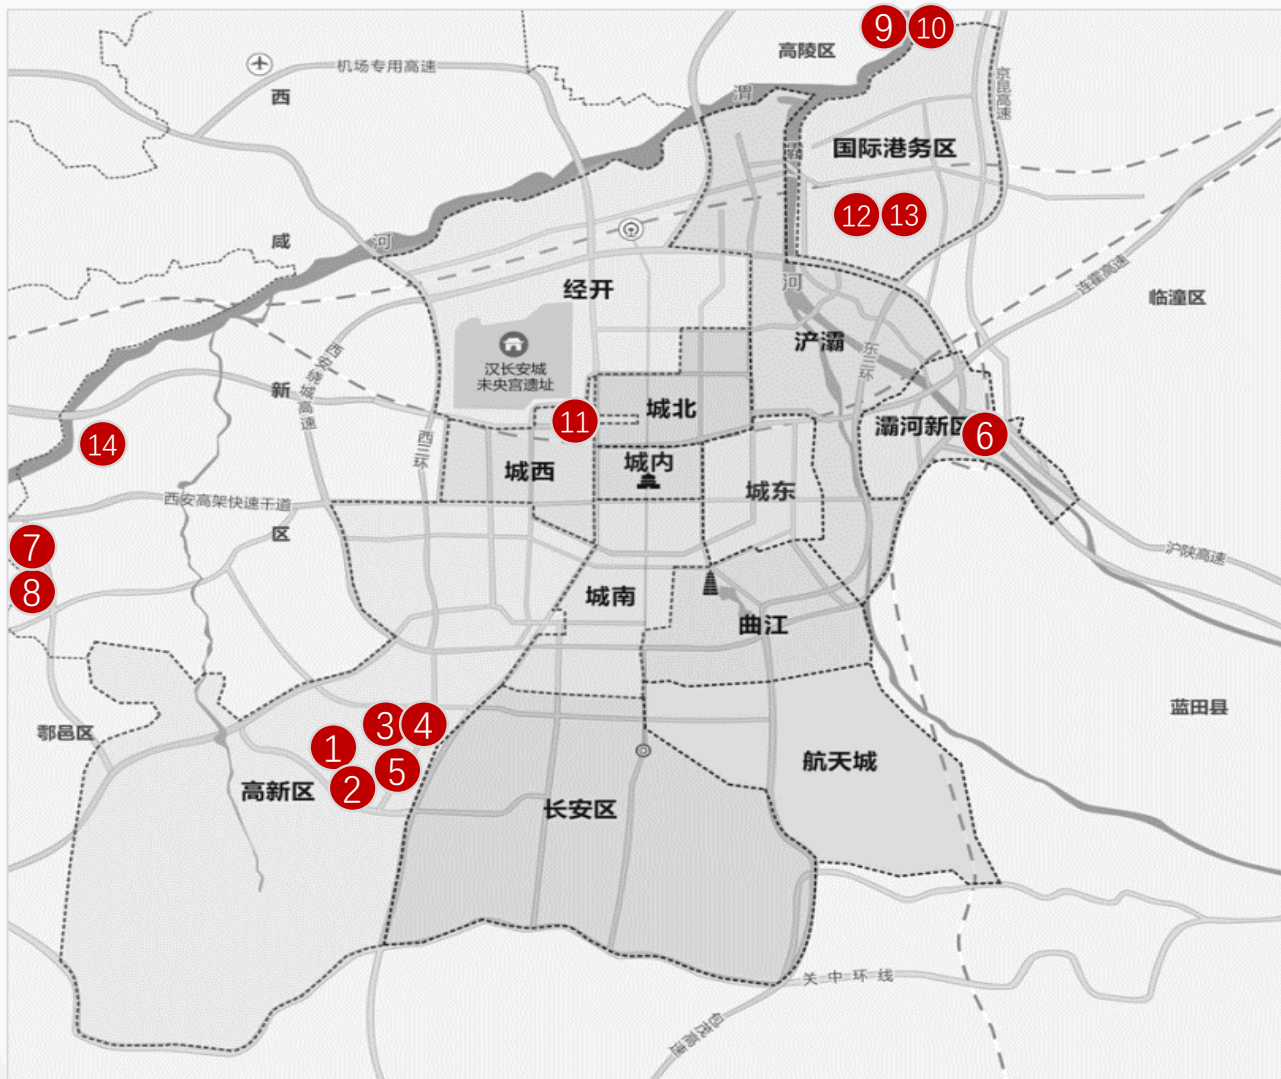 9
10
高陵区
机场专用高速
西
京昆高速
渭
灞
国际港务区
12
13
咸
河
河
经开
连霍高速
临潼区
浐灞
东三环
西安绕城高速
汉长安城
未央宫遗址
新
城北
11
灞河新区
6
14
西三环
城西
城内
城东
西安高架快速干道
区
7
沪陕高速
8
城南
曲江
蓝田县
鄠邑区
3
4
1
5
2
高新区
航天城
长安区
关中环线
包茂高速